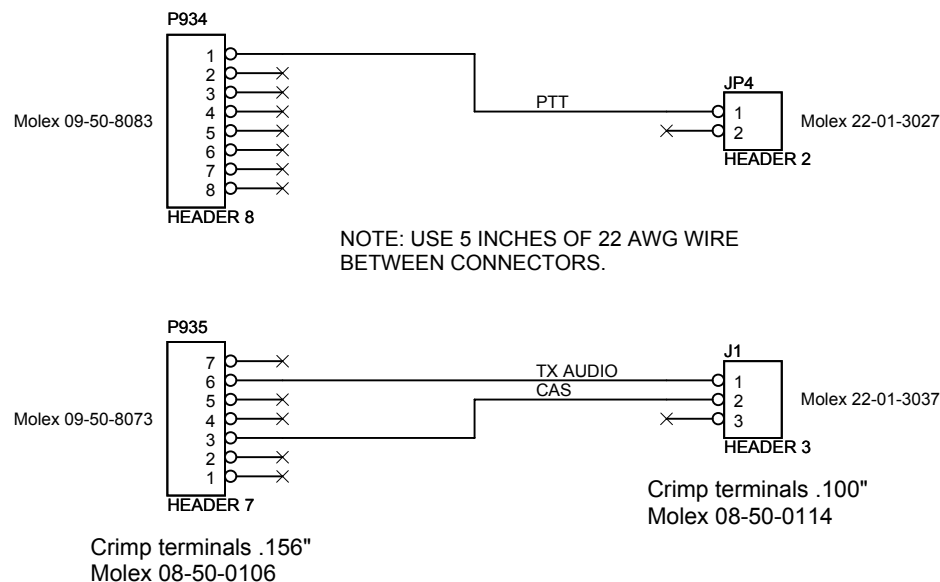 P934
1
2
3
4
5
6
7
8
Molex 09-50-8083
HEADER 8
PTT
JP4
1
2
HEADER 2
Molex 22-01-3027
NOTE: USE 5 INCHES OF 22 AWG WIRE
BETWEEN CONNECTORS.
P935
7
6
5
4
3
2
1
Molex 09-50-8073
HEADER 7
TX AUDIO
CAS
J1
1
2
3
HEADER 3
Molex 22-01-3037
Crimp terminals .100"
Molex 08-50-0114
Crimp terminals .156"
Molex 08-50-0106